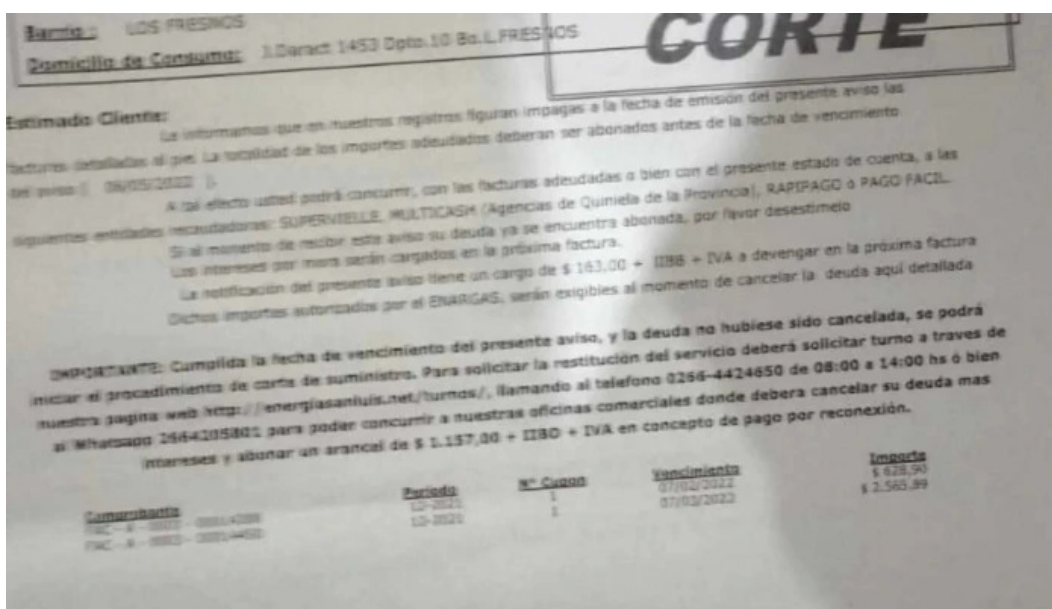 Barrio : LOS FRESNOS
CORTE
Domicilio de Consumo: J.Daract 1453 Dpto.10 Bo.L.FRESNOS
Estimado Cliente:
Le informamos que en nuestros registros figuran impagas a la fecha de emisión del presente aviso las
facturas detalladas al pie. La totalidad de los importes adeudados deberan ser abonados antes de la fecha de vencimiento
del aviso ( 06/05/2022 ).
A tal efecto usted podrá concurrir, con las facturas adeudadas o bien con el presente estado de cuenta, a las
siguientes entidades recaudadoras: SUPERVIELLE, MULTICASH (Agencias de Quiniela de la Provincia), RAPIPAGO ó PAGO FACIL.
Si al momento de recibir este aviso su deuda ya se encuentra abonada, por favor desestimelo
Los intereses por mora serán cargados en la próxima factura.
La notificación del presente aviso tiene un cargo de $ 163,00 + IIBB + IVA a devengar en la próxima factura
Dichos importes autorizados por el ENARGAS, serán exigibles al momento de cancelar la deuda aquí detallada
IMPORTANTE: Cumplida la fecha de vencimiento del presente aviso, y la deuda no hubiese sido cancelada, se podrá
iniciar el procedimiento de corte de suministro. Para solicitar la restitución del servicio deberá solicitar turno a traves de
nuestra pagina web http://energiasanluis.net/turnos/, llamando al telefono 0266-4424650 de 08:00 a 14:00 hs ó bien
al Whatsapp 2664205801 para poder concurrir a nuestras oficinas comerciales donde debera cancelar su deuda mas
intereses y abonar un arancel de $ 1.157,00 + IIBO + IVA en concepto de pago por reconexión.
Comprobante Periodo N° Cupon Vencimiento Importe
FAC - A - 0003 - 12-2021 1 07/02/2022 $ 628,90
FAC - A - 0003 - 12-2021 1 07/03/2022 $ 2.565,89